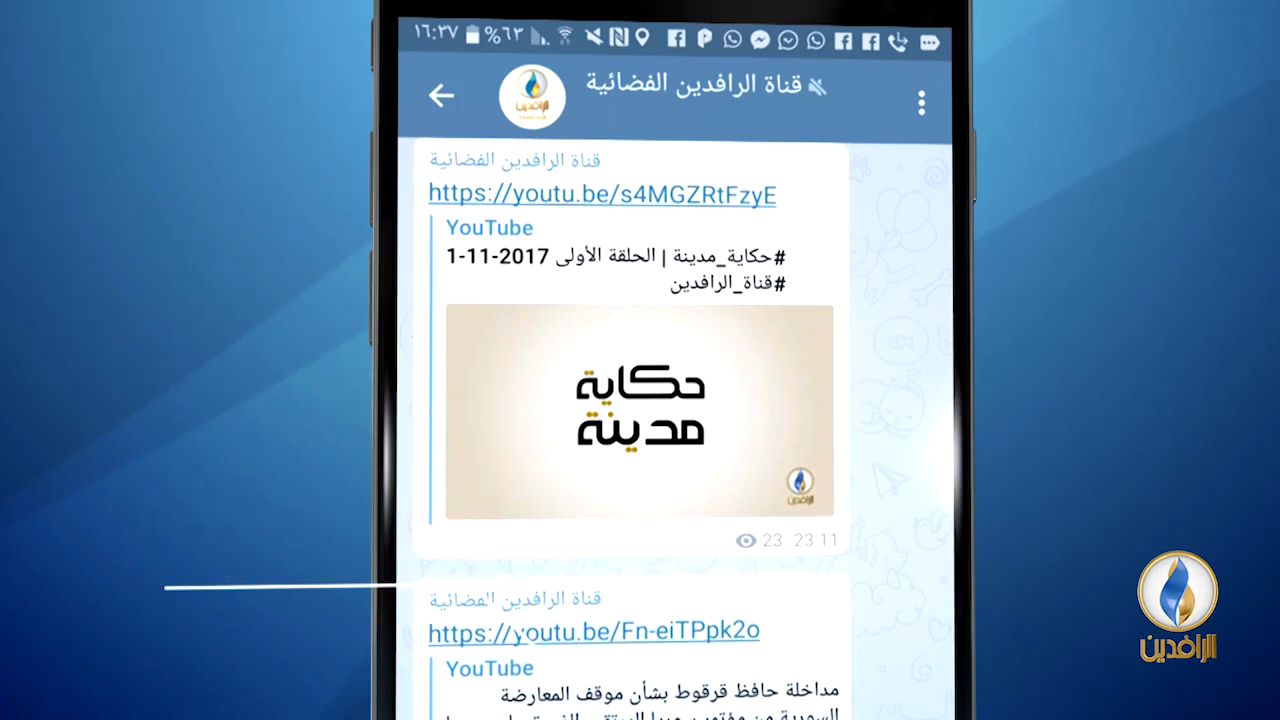 ١٦:٣٧ %٦٣
قناة الرافدين الفضائية
الرافدين
قناة الرافدين الفضائية
https://youtu.be/s4MGZRtFzyE
YouTube
#حكاية_مدينة | الحلقة الأولى 2017-11-1
#قناة_الرافدين
حكاية
مدينة
الرافدين
23 23:11
قناة الرافدين الفضائية
https://youtu.be/Fn-eiTPpk2o
YouTube
مداخلة حافظ قرقوط بشأن موقف المعارضة
الرافدين